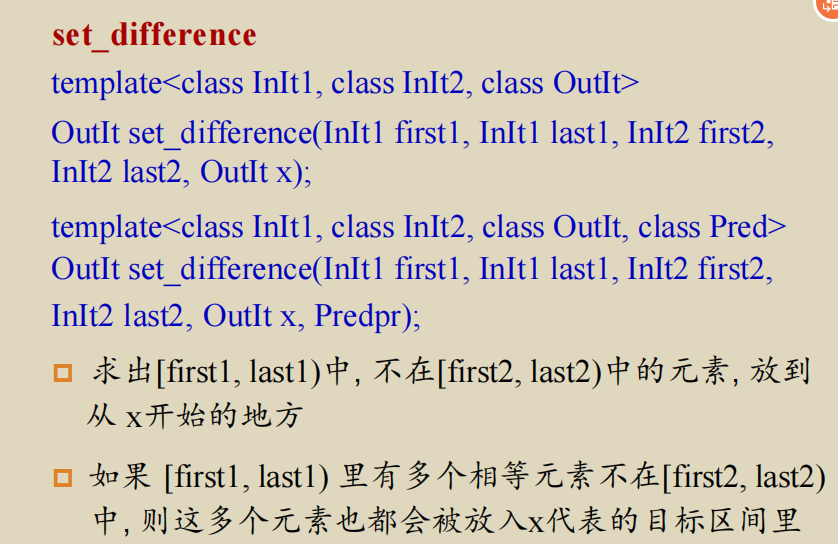 set_difference
template<class InIt1, class InIt2, class OutIt>
OutIt set_difference(InIt1 first1, InIt1 last1, InIt2 first2,
InIt2 last2, OutIt x);
template<class InIt1, class InIt2, class OutIt, class Pred>
OutIt set_difference(InIt1 first1, InIt1 last1, InIt2 first2,
InIt2 last2, OutIt x, Predpr);
求出[first1, last1)中, 不在[first2, last2)中的元素, 放到
从 x开始的地方
如果 [first1, last1) 里有多个相等元素不在[first2, last2)
中, 则这多个元素也都会被放入x代表的目标区间里